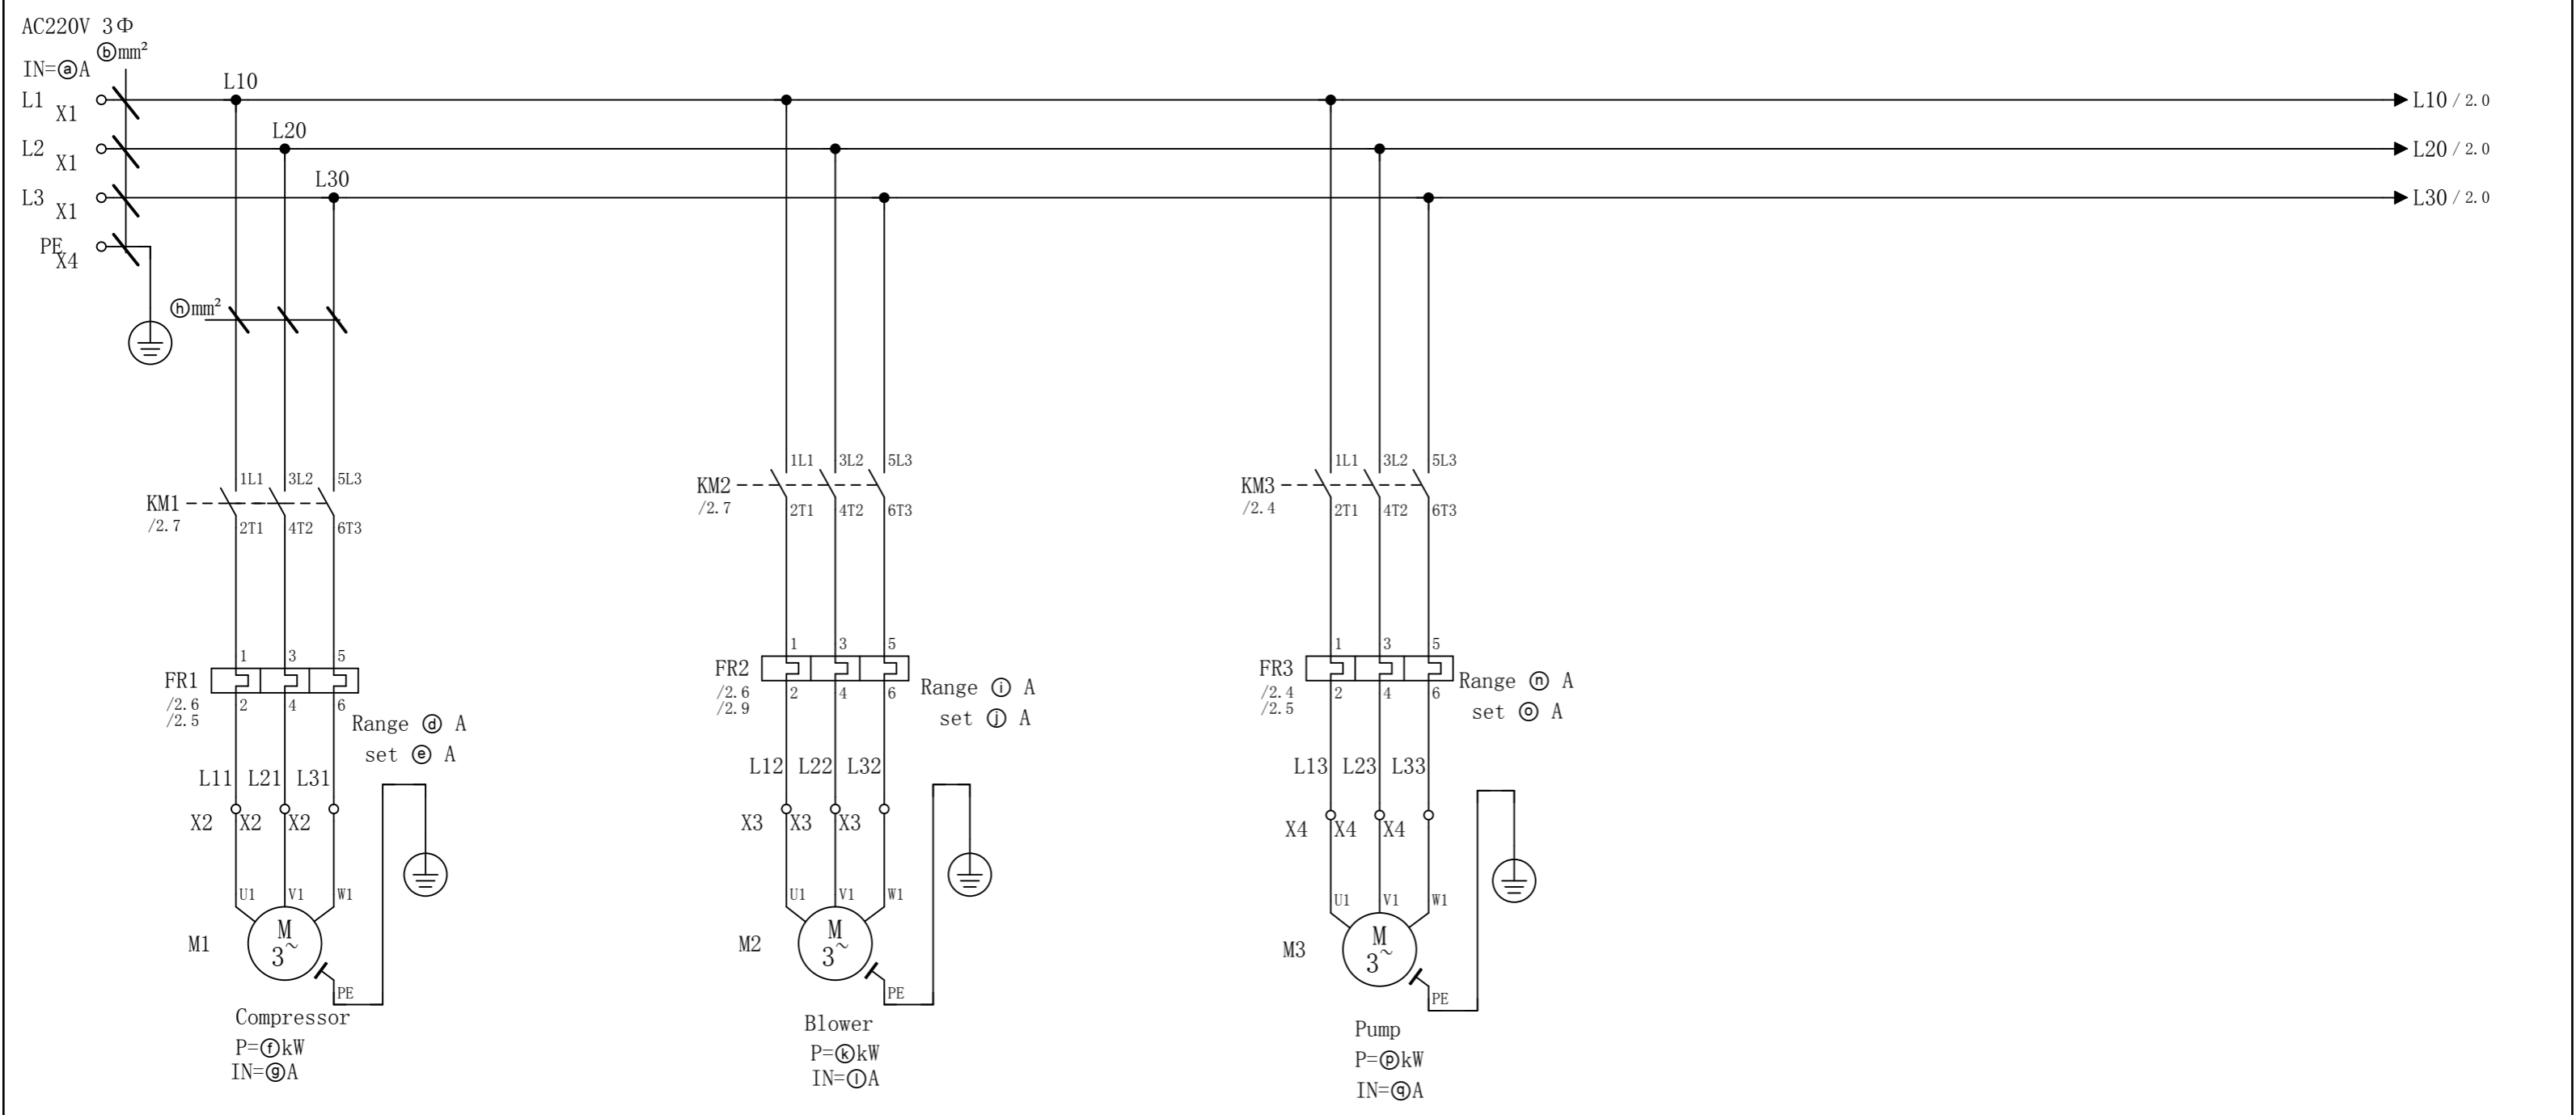 AC220V 3Φ
ⓑmm²
IN=ⓐA
L1 X1
L2 X1
L3 X1
PE X4
L10
L20
L30
L10 / 2.0
L20 / 2.0
L30 / 2.0
ⓗmm²
1L1 3L2 5L3
KM1
/2.7
2T1 4T2 6T3
1 3 5
FR1
/2.6
/2.5
2 4 6
Range ⓓ A
set ⓔ A
L11 L21 L31
X2 X2 X2
U1 V1 W1
M1
M
3~
PE
Compressor
P=ⓕkW
IN=ⓖA
1L1 3L2 5L3
KM2
/2.7
2T1 4T2 6T3
1 3 5
FR2
/2.6
/2.9
2 4 6
Range ⓘ A
set ⓙ A
L12 L22 L32
X3 X3 X3
U1 V1 W1
M2
M
3~
PE
Blower
P=ⓚkW
IN=ⓛA
1L1 3L2 5L3
KM3
/2.4
2T1 4T2 6T3
1 3 5
FR3
/2.4
/2.5
2 4 6
Range ⓝ A
set ⓞ A
L13 L23 L33
X4 X4 X4
U1 V1 W1
M3
M
3~
PE
Pump
P=ⓟkW
IN=ⓠA